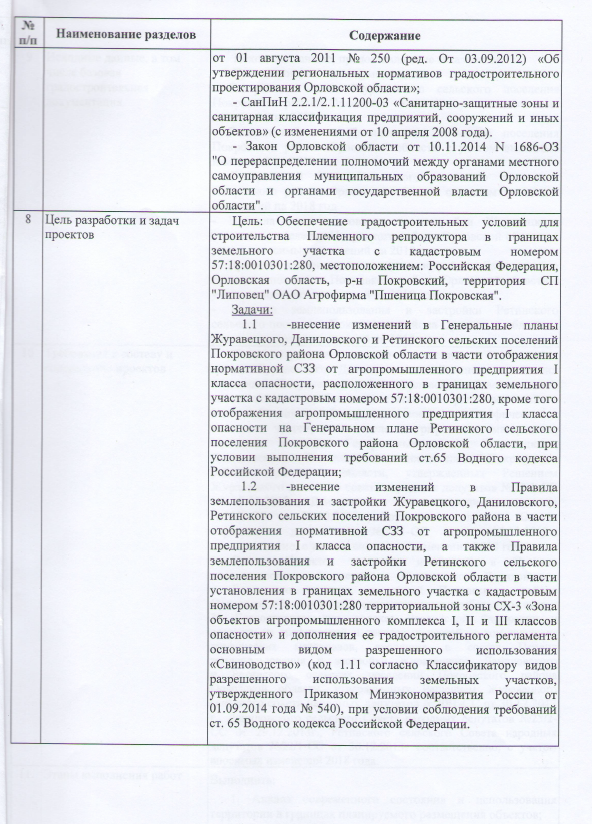 №
п/п
Наименование разделов
Содержание
от 01 августа 2011 № 250 (ред. От 03.09.2012) «Об
утверждении региональных нормативов градостроительного
проектирования Орловской области»;
- СанПиН 2.2.1/2.1.11200-03 «Санитарно-защитные зоны и
санитарная классификация предприятий, сооружений и иных
объектов» (с изменениями от 10 апреля 2008 года).
- Закон Орловской области от 10.11.2014 N 1686-ОЗ
"О перераспределении полномочий между органами местного
самоуправления муниципальных образований Орловской
области и органами государственной власти Орловской
области".
8
Цель разработки и задач
проектов
Цель: Обеспечение градостроительных условий для
строительства Племенного репродуктора в границах
земельного участка с кадастровым номером
57:18:0010301:280, местоположением: Российская Федерация,
Орловская область, р-н Покровский, территория СП
"Липовец" ОАО Агрофирма "Пшеница Покровская".
Задачи:
1.1 -внесение изменений в Генеральные планы
Журавецкого, Даниловского и Ретинского сельских поселений
Покровского района Орловской области в части отображения
нормативной СЗЗ от агропромышленного предприятия I
класса опасности, расположенного в границах земельного
участка с кадастровым номером 57:18:0010301:280, кроме того
отображения агропромышленного предприятия I класса
опасности на Генеральном плане Ретинского сельского
поселения Покровского района Орловской области, при
условии выполнения требований ст.65 Водного кодекса
Российской Федерации;
1.2 -внесение изменений в Правила
землепользования и застройки Журавецкого, Даниловского,
Ретинского сельских поселений Покровского района в части
отображения нормативной СЗЗ от агропромышленного
предприятия I класса опасности, а также Правила
землепользования и застройки Ретинского сельского
поселения Покровского района Орловской области в части
установления в границах земельного участка с кадастровым
номером 57:18:0010301:280 территориальной зоны СХ-3 «Зона
объектов агропромышленного комплекса I, II и III классов
опасности» и дополнения ее градостроительного регламента
основным видом разрешенного использования
«Свиноводство» (код 1.11 согласно Классификатору видов
разрешенного использования земельных участков,
утвержденного Приказом Минэкономразвития России от
01.09.2014 года № 540), при условии соблюдения требований
ст. 65 Водного кодекса Российской Федерации.